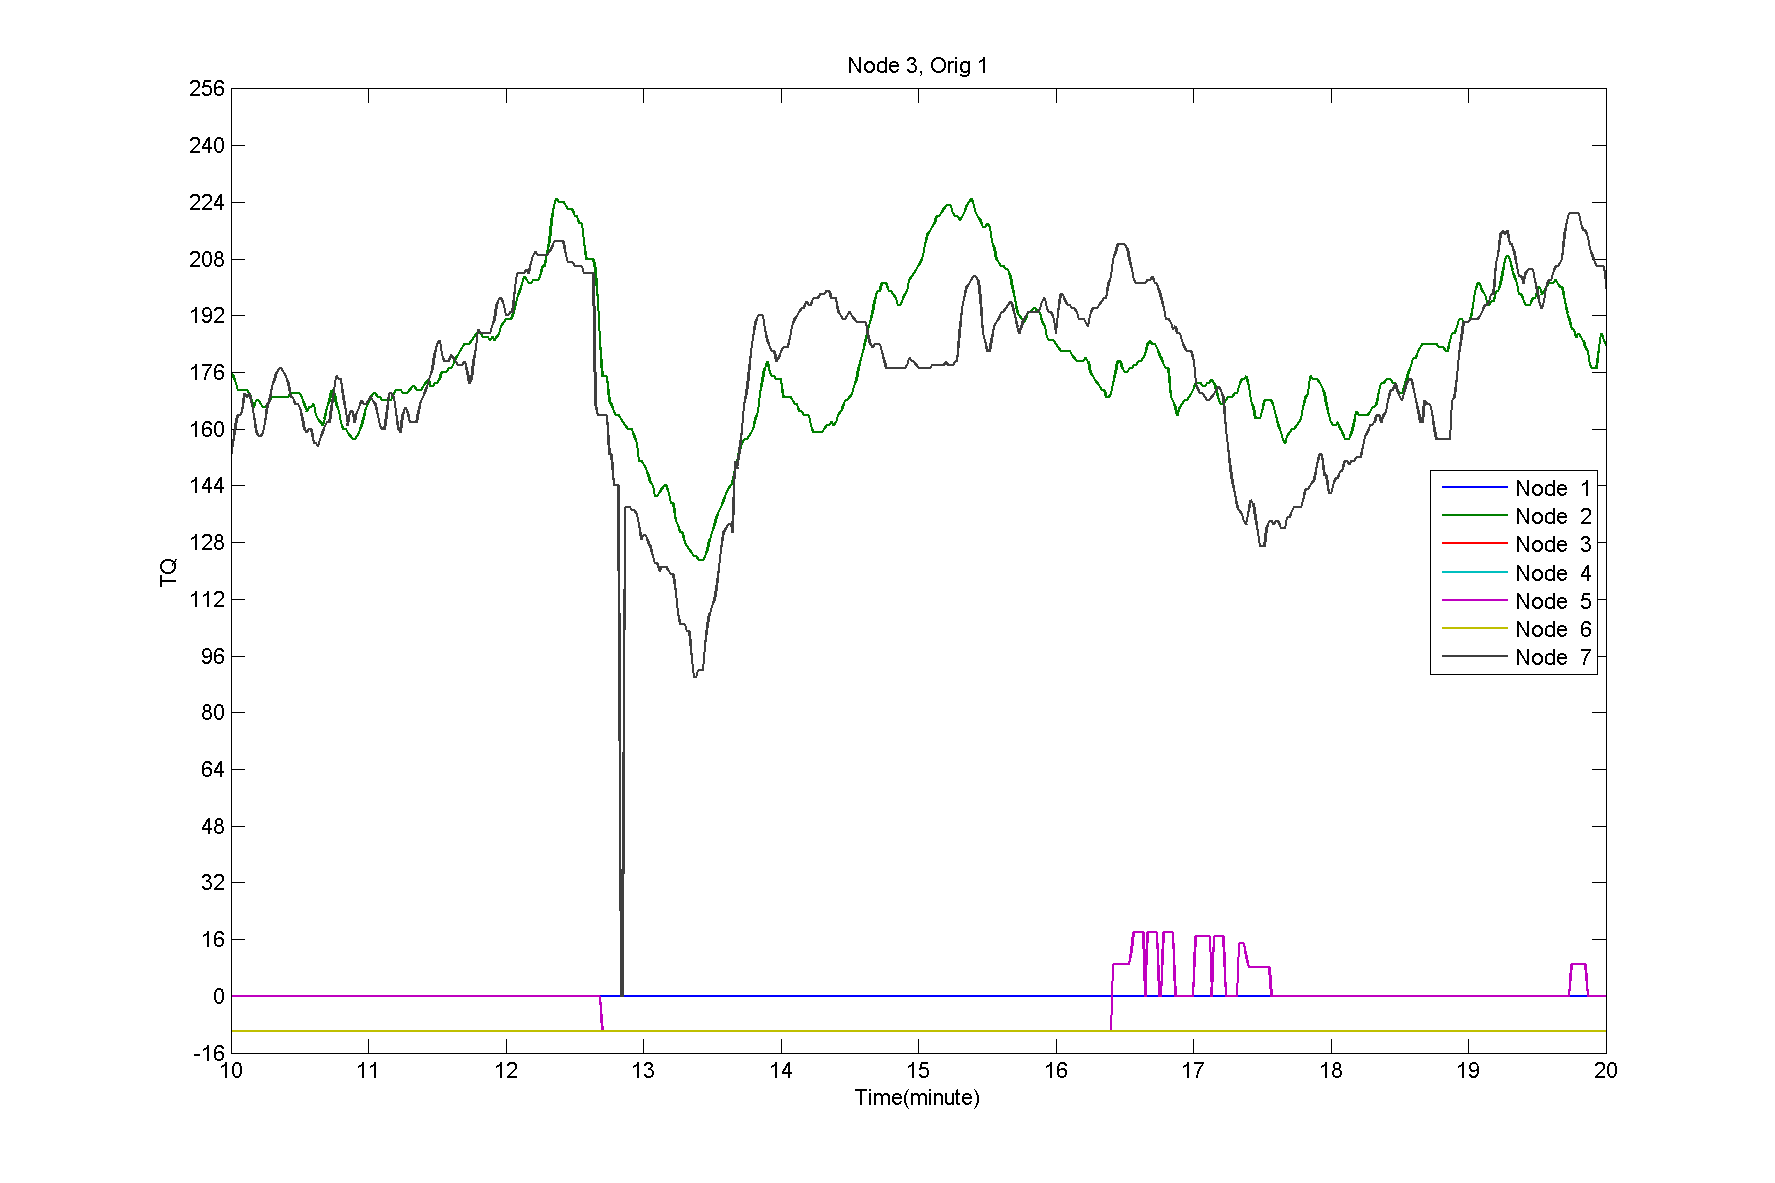 Node 3, Orig 1
256
240
224
208
192
176
160
144
128
112
96
80
64
48
32
16
0
-16
TQ
10 11 12 13 14 15 16 17 18 19 20
Time(minute)
Node 1
Node 2
Node 3
Node 4
Node 5
Node 6
Node 7